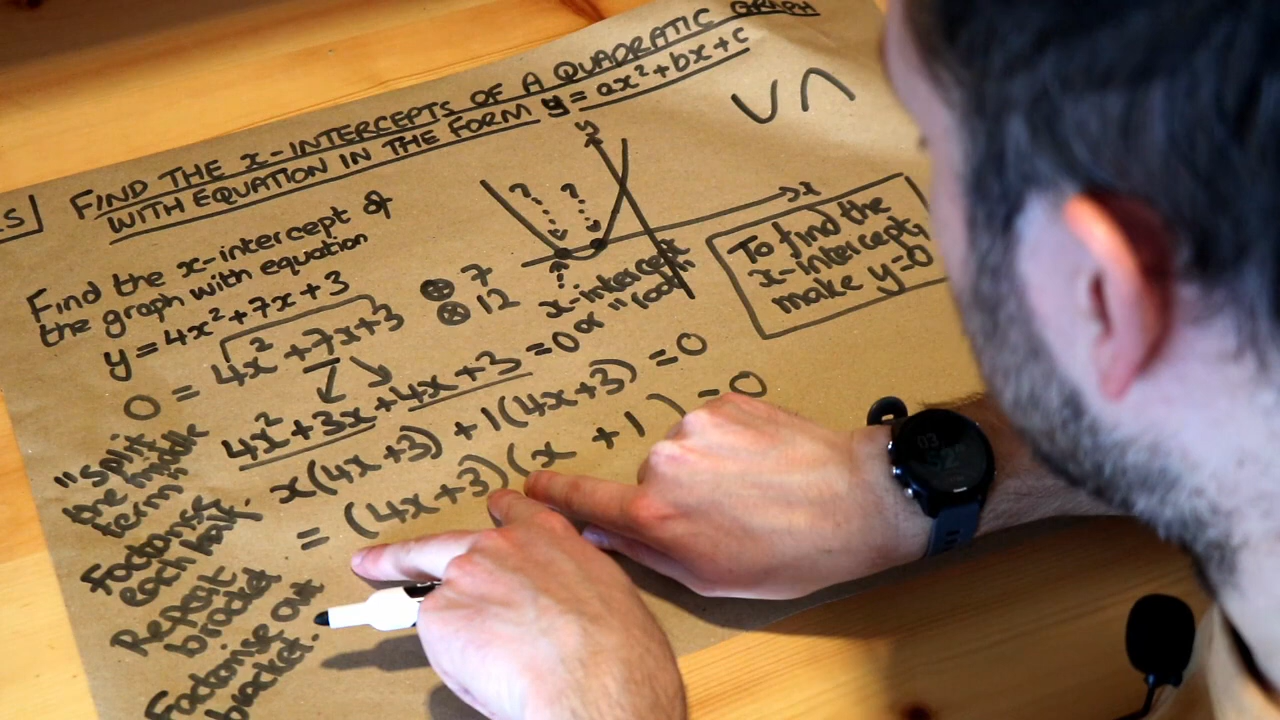 S
FIND THE x-INTERCEPTS OF A QUADRATIC GRAPH
WITH EQUATION IN THE FORM y = ax² + bx + c
Find the x-intercept of
the graph with equation
y = 4x² + 7x + 3
0 = 4x² + 7x + 3
⊕ 7
⊗ 12
y
x
? ?
x-intercept
or "root"
To find the
x-intercept,
make y=0
4x² + 3x + 4x + 3 = 0
x(4x + 3) + 1(4x + 3) = 0
= (4x + 3)(x + 1) = 0
"split
the middle
term"
Factorise
each half.
Repeat
bracket
Factorise out
bracket.
03